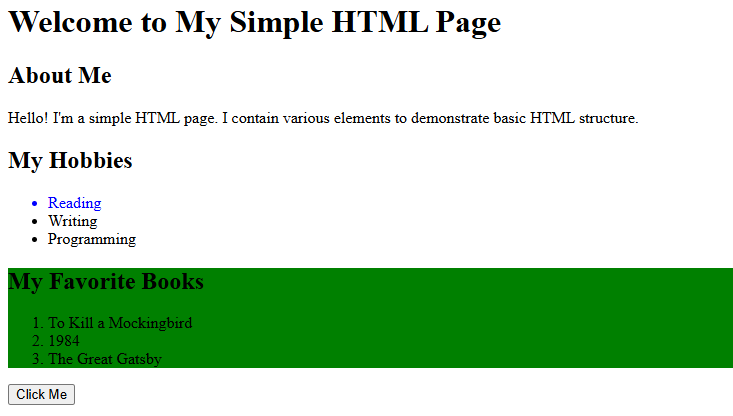 Welcome to My Simple HTML Page
About Me
Hello! I'm a simple HTML page. I contain various elements to demonstrate basic HTML structure.
My Hobbies
• Reading
• Writing
• Programming
My Favorite Books
1. To Kill a Mockingbird
2. 1984
3. The Great Gatsby
Click Me